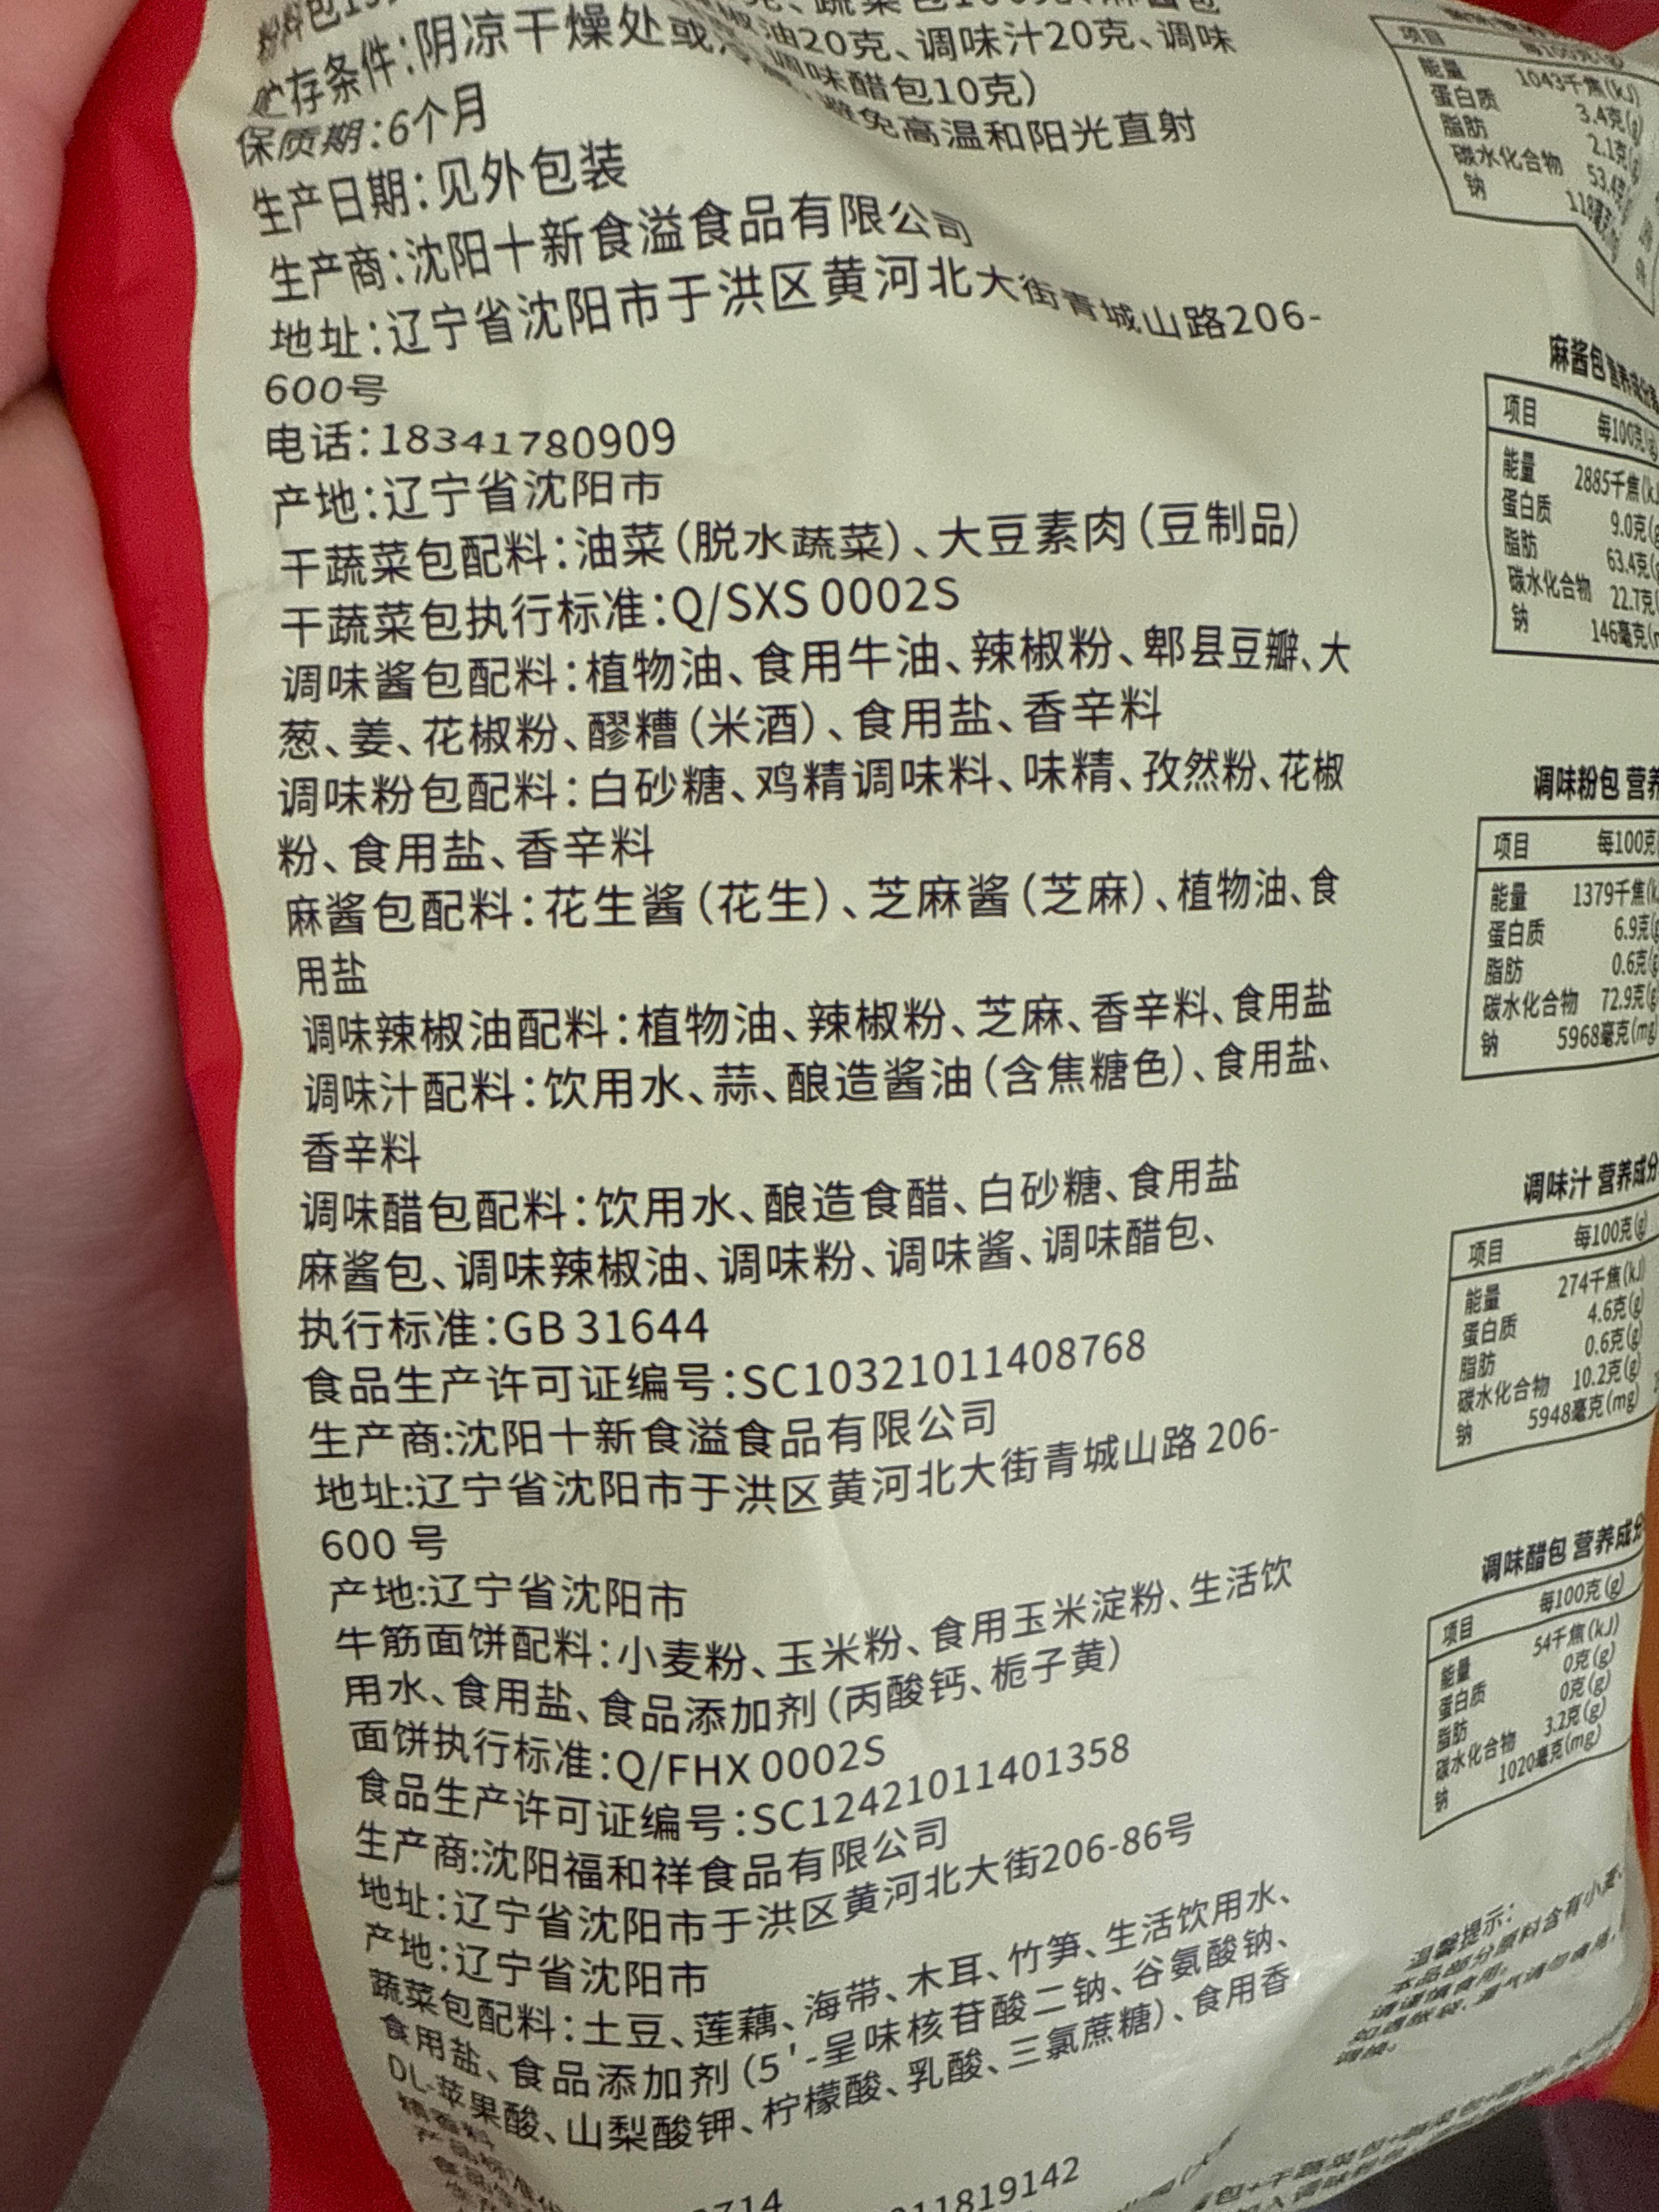 油20克、调味汁20克、调味
味醋包10克）
贮存条件：阴凉干燥处或
避免高温和阳光直射
保质期：6个月
生产日期：见外包装
生产商：沈阳十新食溢食品有限公司
地址：辽宁省沈阳市于洪区黄河北大街青城山路206-
600号
电话：18341780909
产地：辽宁省沈阳市
干蔬菜包配料：油菜（脱水蔬菜）、大豆素肉（豆制品）
干蔬菜包执行标准：Q/SXS 0002S
调味酱包配料：植物油、食用牛油、辣椒粉、郫县豆瓣、大
葱、姜、花椒粉、醪糟（米酒）、食用盐、香辛料
调味粉包配料：白砂糖、鸡精调味料、味精、孜然粉、花椒
粉、食用盐、香辛料
麻酱包配料：花生酱（花生）、芝麻酱（芝麻）、植物油、食
用盐
调味辣椒油配料：植物油、辣椒粉、芝麻、香辛料、食用盐
调味汁配料：饮用水、蒜、酿造酱油（含焦糖色）、食用盐、
香辛料
调味醋包配料：饮用水、酿造食醋、白砂糖、食用盐
麻酱包、调味辣椒油、调味粉、调味酱、调味醋包、
执行标准：GB 31644
食品生产许可证编号：SC10321011408768
生产商:沈阳十新食溢食品有限公司
地址:辽宁省沈阳市于洪区黄河北大街青城山路 206-
600 号
产地:辽宁省沈阳市
牛筋面饼配料：小麦粉、玉米粉、食用玉米淀粉、生活饮
用水、食用盐、食品添加剂（丙酸钙、栀子黄）
面饼执行标准：Q/FHX 0002S
食品生产许可证编号：SC12421011401358
生产商:沈阳福和祥食品有限公司
地址：辽宁省沈阳市于洪区黄河北大街206-86号
产地：辽宁省沈阳市
蔬菜包配料：土豆、莲藕、海带、木耳、竹笋、生活饮用水、
食用盐、食品添加剂（5'-呈味核苷酸二钠、谷氨酸钠、
DL-苹果酸、山梨酸钾、柠檬酸、乳酸、三氯蔗糖）、食用香
精香料
11819142
714
项目 每100克(g)
能量 1043千焦(kJ)
蛋白质 3.4克(g)
脂肪 2.1克(g)
碳水化合物 53.4克
钠 118毫克
麻酱包 营养成分
项目 每100克(g)
能量 2885千焦(kJ
蛋白质 9.0克(g
脂肪 63.4克(g
碳水化合物 22.7克(
钠 146毫克(m
调味粉包 营养
项目 每100克
能量 1379千焦(k
蛋白质 6.9克(g
脂肪 0.6克(g
碳水化合物 72.9克(g
钠 5968毫克(mg
调味汁 营养成分
项目 每100克(g)
能量 274千焦(kJ)
蛋白质 4.6克(g)
脂肪 0.6克(g)
碳水化合物 10.2克(g)
钠 5948毫克(mg)
调味醋包 营养成分
项目 每100克(g)
能量 54千焦(kJ)
蛋白质 0克(g)
脂肪 0克(g)
碳水化合物 3.2克(g)
钠 1020毫克(mg)
温馨提示：
本品部分原料含有小麦、